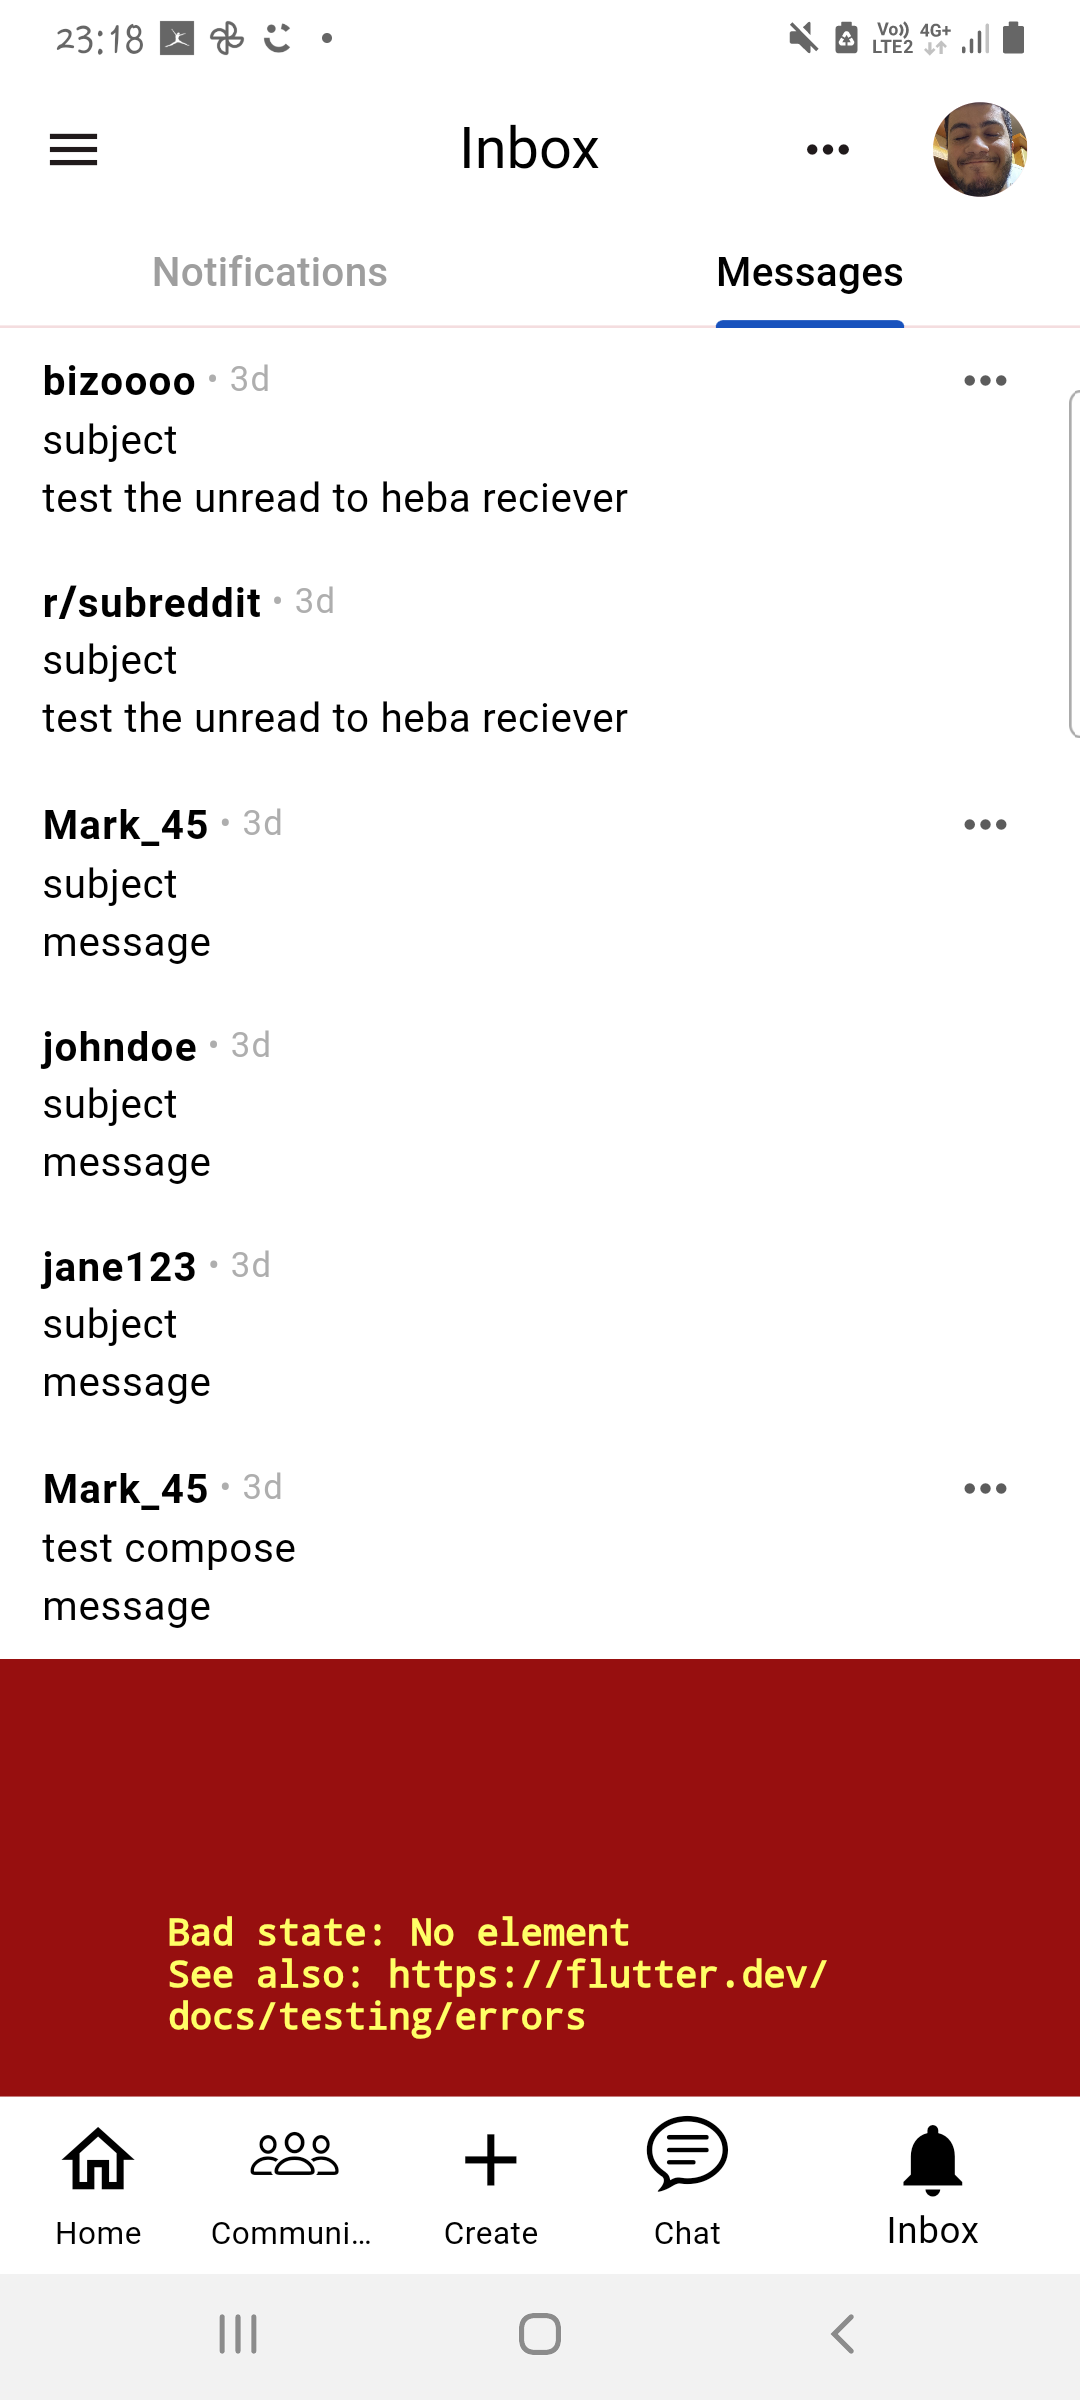 23:18
Vo)) 4G+
LTE2
Inbox
Notifications Messages
bizoooo • 3d
subject
test the unread to heba reciever
r/subreddit • 3d
subject
test the unread to heba reciever
Mark_45 • 3d
subject
message
johndoe • 3d
subject
message
jane123 • 3d
subject
message
Mark_45 • 3d
test compose
message
Bad state: No element
See also: https://flutter.dev/
docs/testing/errors
Home Communi... Create Chat Inbox